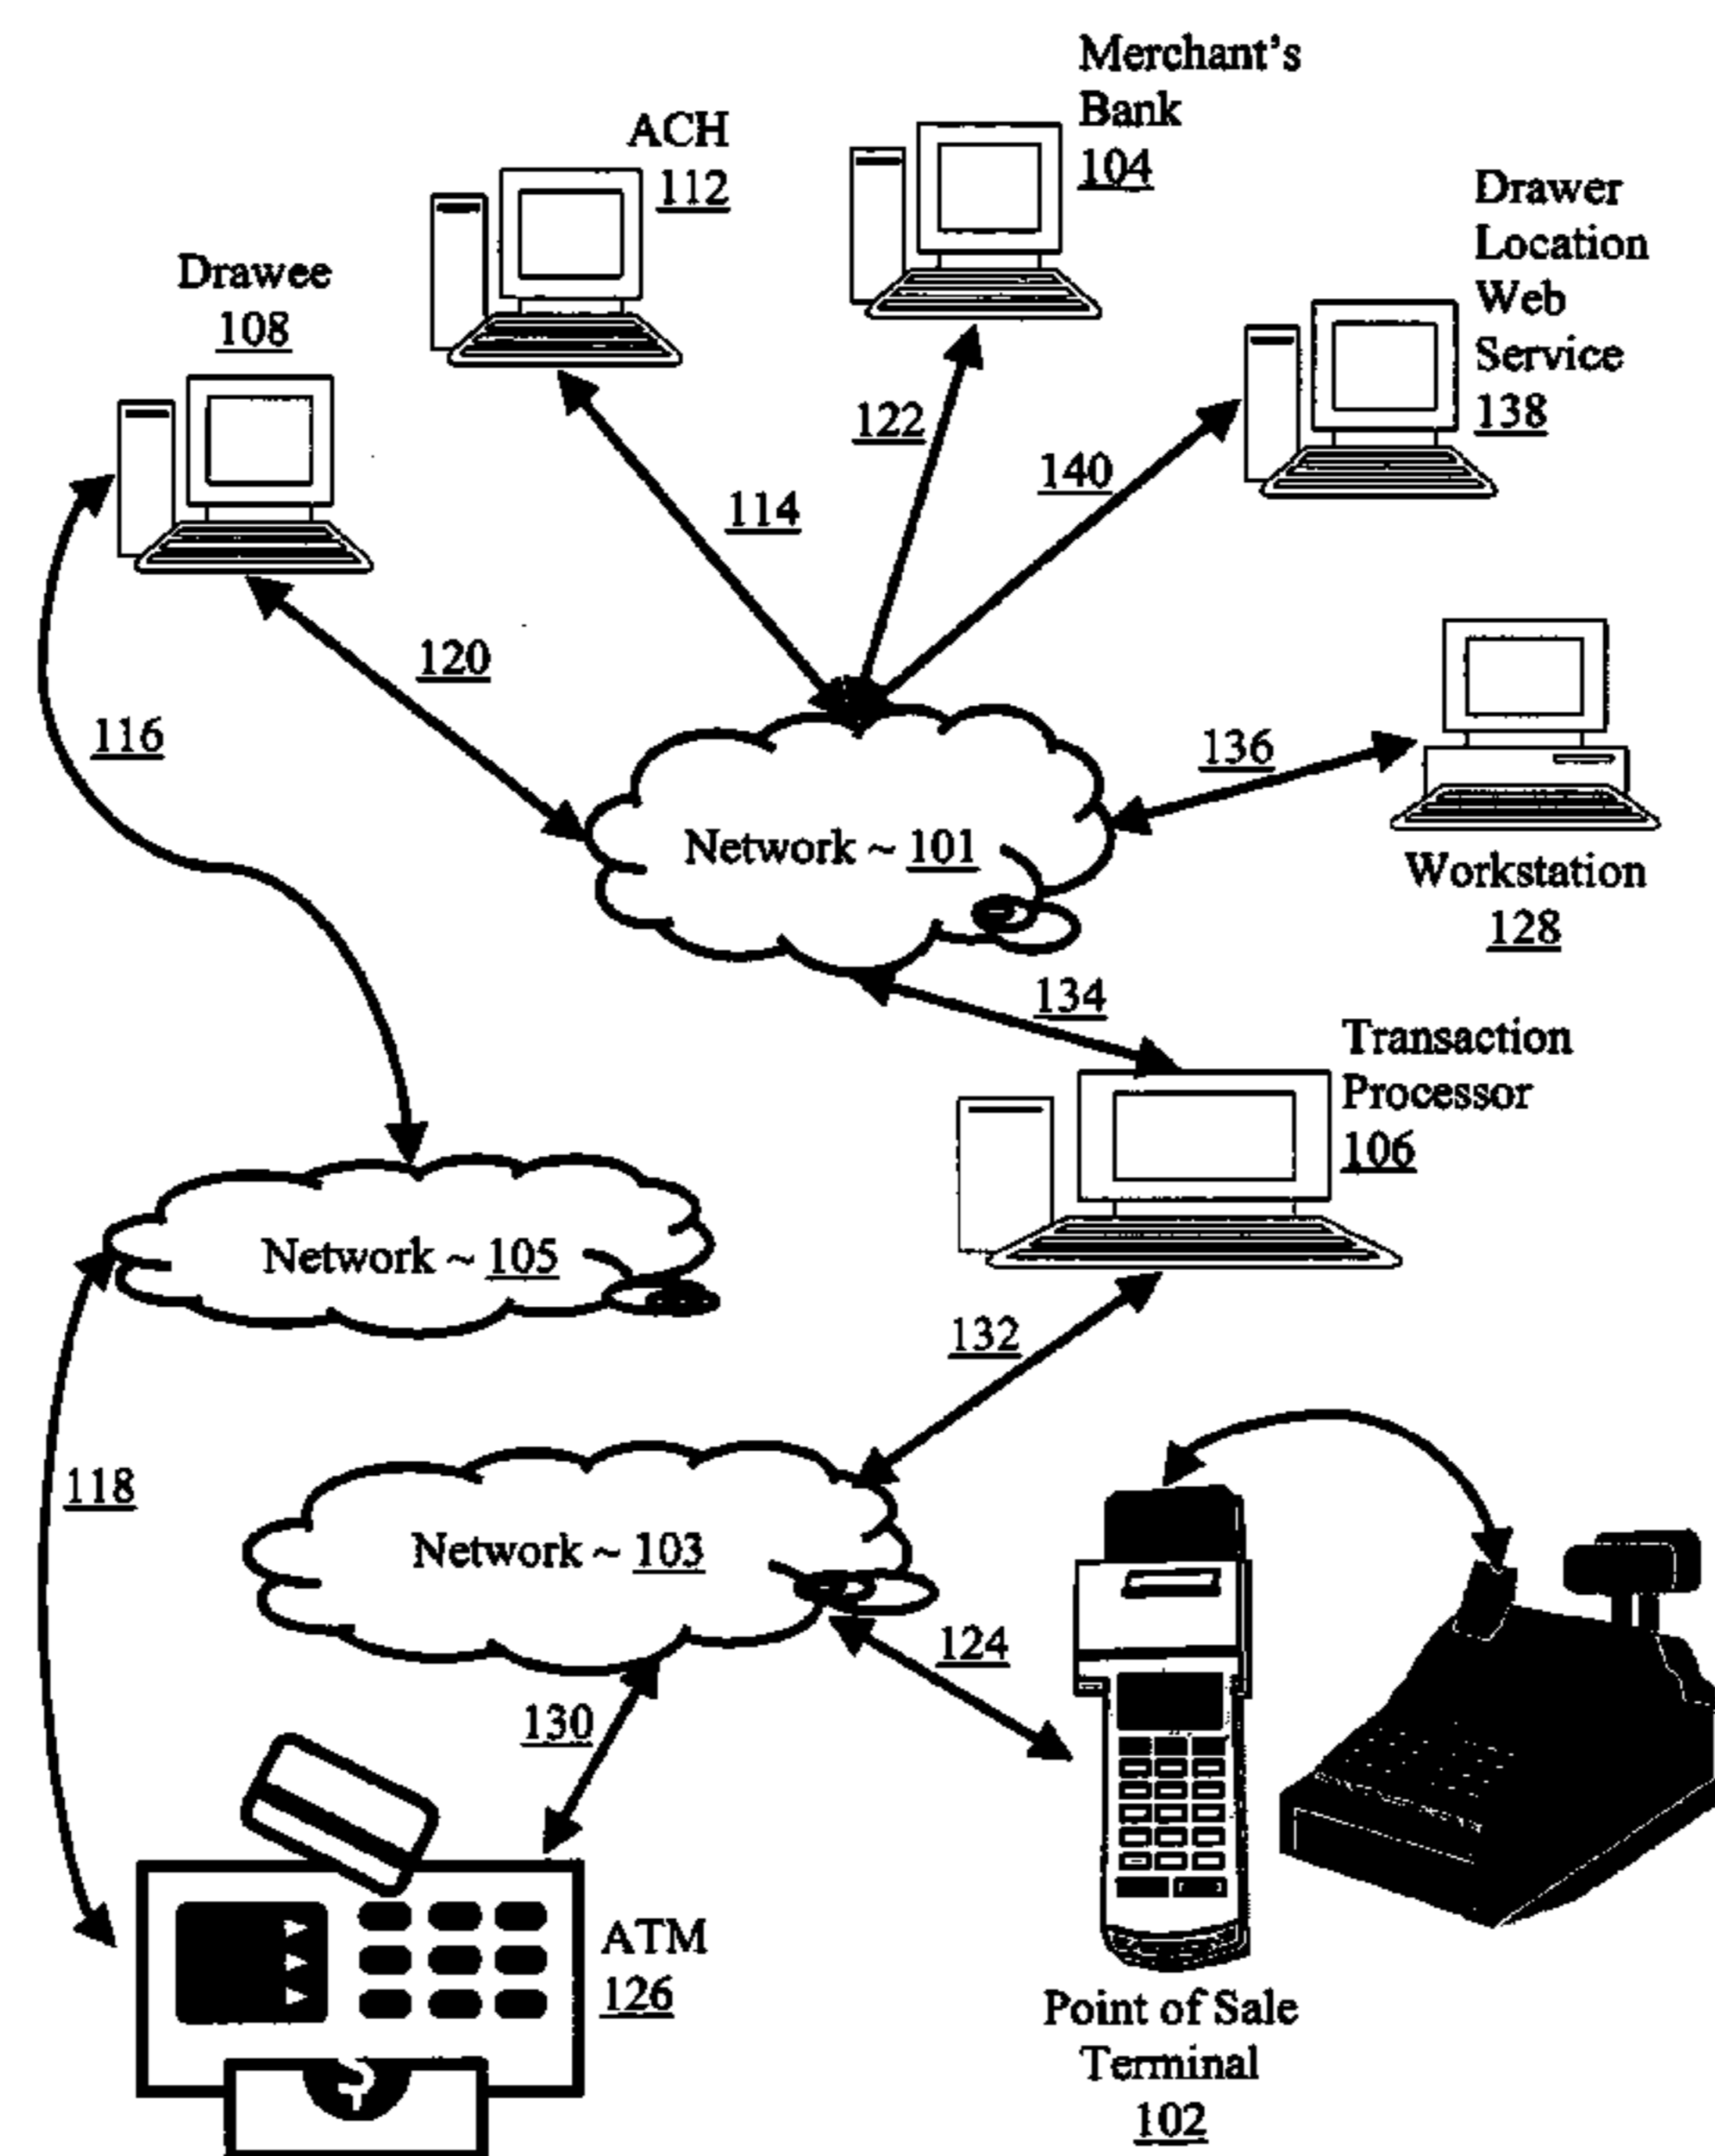 Merchant's
Bank
104
ACH
112
Drawer
Location
Web
Service
138
Drawee
108
122
140
114
120
116
136
Network ~ 101
Workstation
128
134
Transaction
Processor
106
Network ~ 105
132
118
Network ~ 103
124
130
ATM
126
Point of Sale
Terminal
102